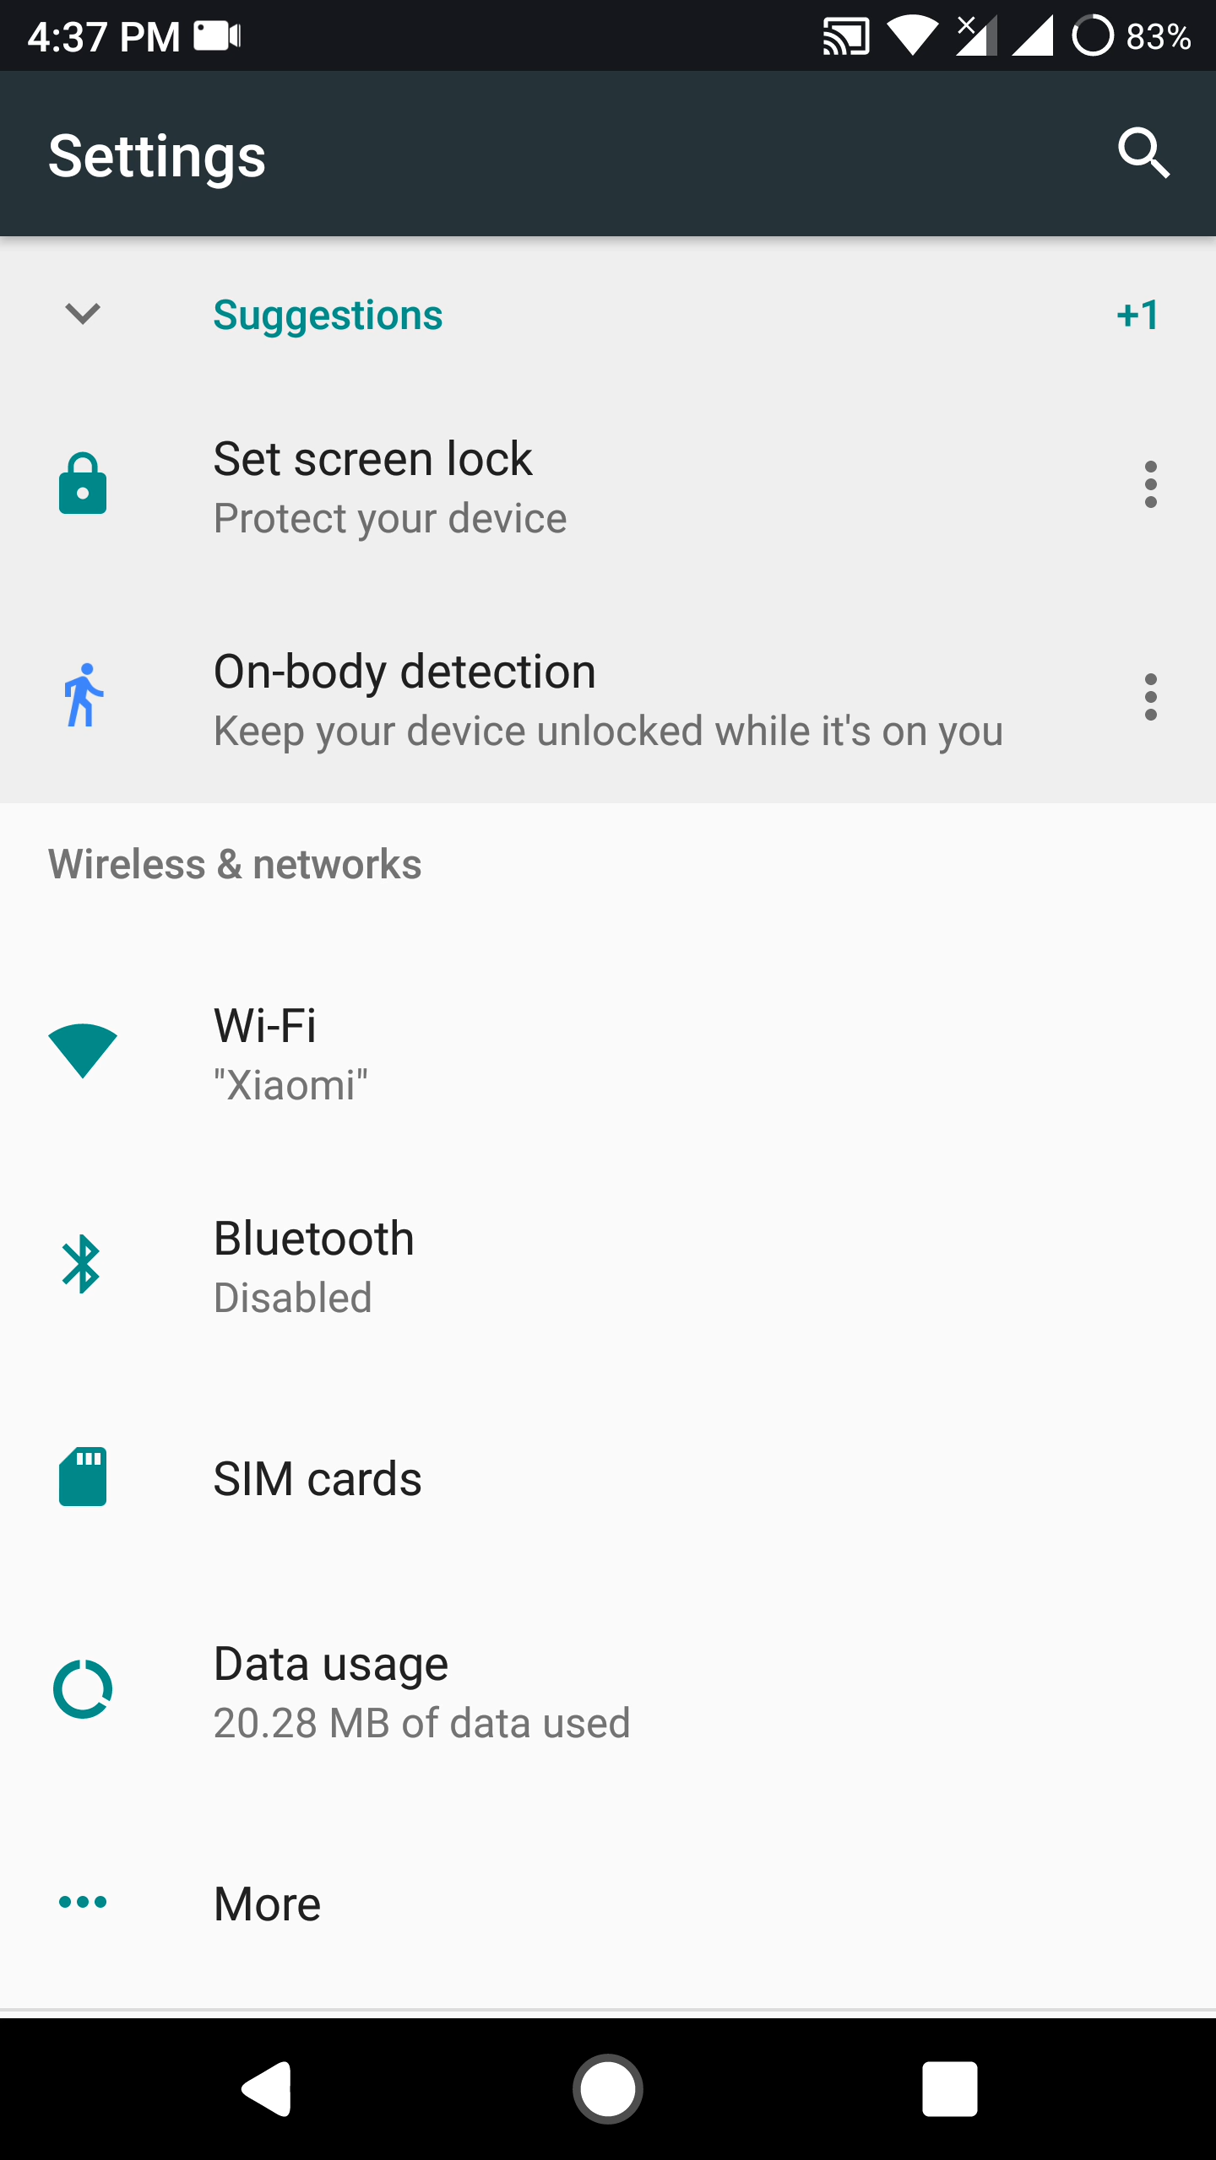 4:37 PM
83%
Settings
Suggestions
+1
Set screen lock
Protect your device
On-body detection
Keep your device unlocked while it's on you
Wireless & networks
Wi-Fi
"Xiaomi"
Bluetooth
Disabled
SIM cards
Data usage
20.28 MB of data used
More